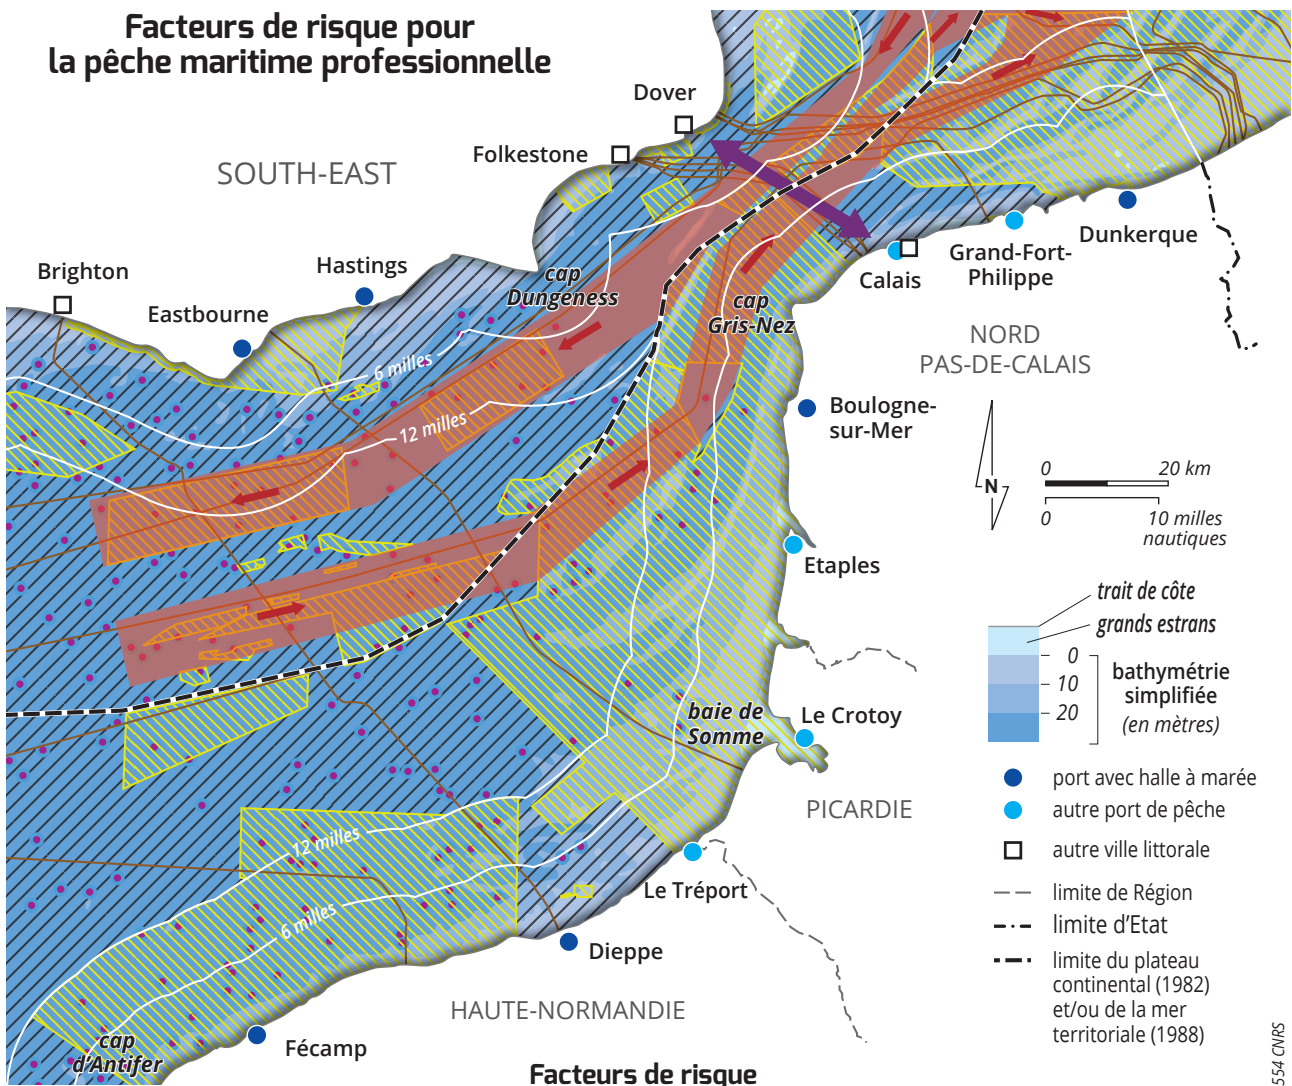 Facteurs de risque pour
la pêche maritime professionnelle
Dover
Folkestone
SOUTH-EAST
Brighton
Hastings
Eastbourne
cap
Dungeness
cap
Gris-Nez
Calais
Grand-Fort-
Philippe
Dunkerque
NORD
PAS-DE-CALAIS
6 milles
12 milles
Boulogne-
sur-Mer
N
0
20 km
0
10 milles
nautiques
Etaples
trait de côte
grands estrans
0
10
20
bathymétrie
simplifiée
(en mètres)
baie de
Somme
Le Crotoy
PICARDIE
port avec halle à marée
autre port de pêche
autre ville littorale
limite de Région
limite d'Etat
limite du plateau
continental (1982)
et/ou de la mer
territoriale (1988)
12 milles
6 milles
Le Tréport
Dieppe
HAUTE-NORMANDIE
cap
d'Antifer
Fécamp
Facteurs de risque
554 CNRS